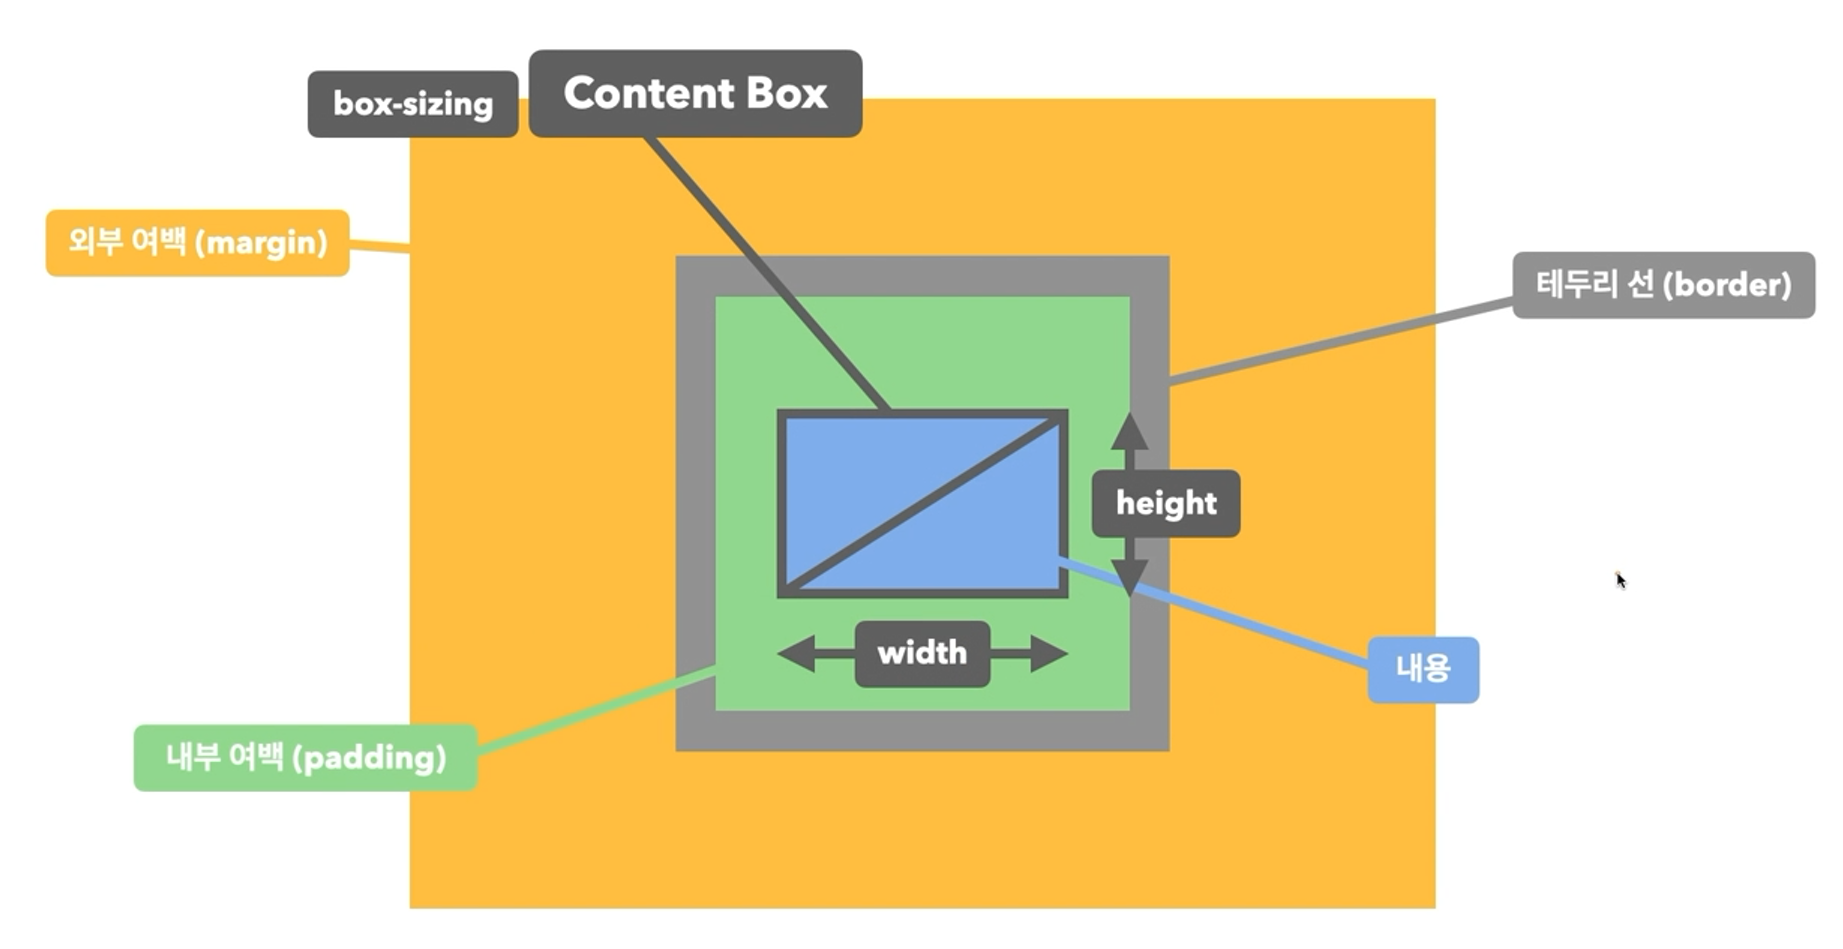 box-sizing
Content Box
외부 여백 (margin)
테두리 선 (border)
height
width
내용
내부 여백 (padding)